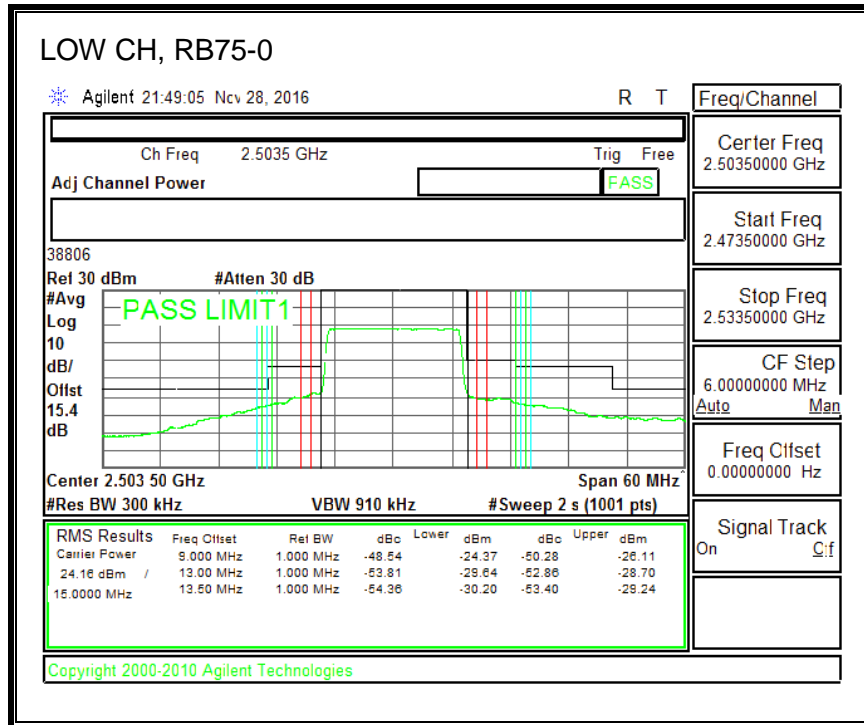 LOW CH, RB75-0
Agilent 21:49:05 Nov 28, 2016 R T
Freq/Channel
Ch Freq 2.5035 GHz Trig Free
Adj Channel Power PASS
Center Freq
2.50350000 GHz
Start Freq
2.47350000 GHz
Stop Freq
2.53350000 GHz
CF Step
6.00000000 MHz
Auto Man
Freq Offset
0.00000000 Hz
Signal Track
On Off
38806
Ref 30 dBm #Atten 30 dB
#Avg
Log
10
dB/
Offst
15.4
dB
PASS LIMIT1
Center 2.503 50 GHz Span 60 MHz
#Res BW 300 kHz VBW 910 kHz #Sweep 2 s (1001 pts)
RMS Results Freq Offset Ref BW dBc Lower dBm dBc Upper dBm
Carrier Power 9.000 MHz 1.000 MHz -48.54 -24.37 -50.28 -26.11
24.16 dBm / 13.00 MHz 1.000 MHz -53.81 -29.64 -52.86 -28.70
15.0000 MHz 13.50 MHz 1.000 MHz -54.36 -30.20 -53.40 -29.24
Copyright 2000-2010 Agilent Technologies